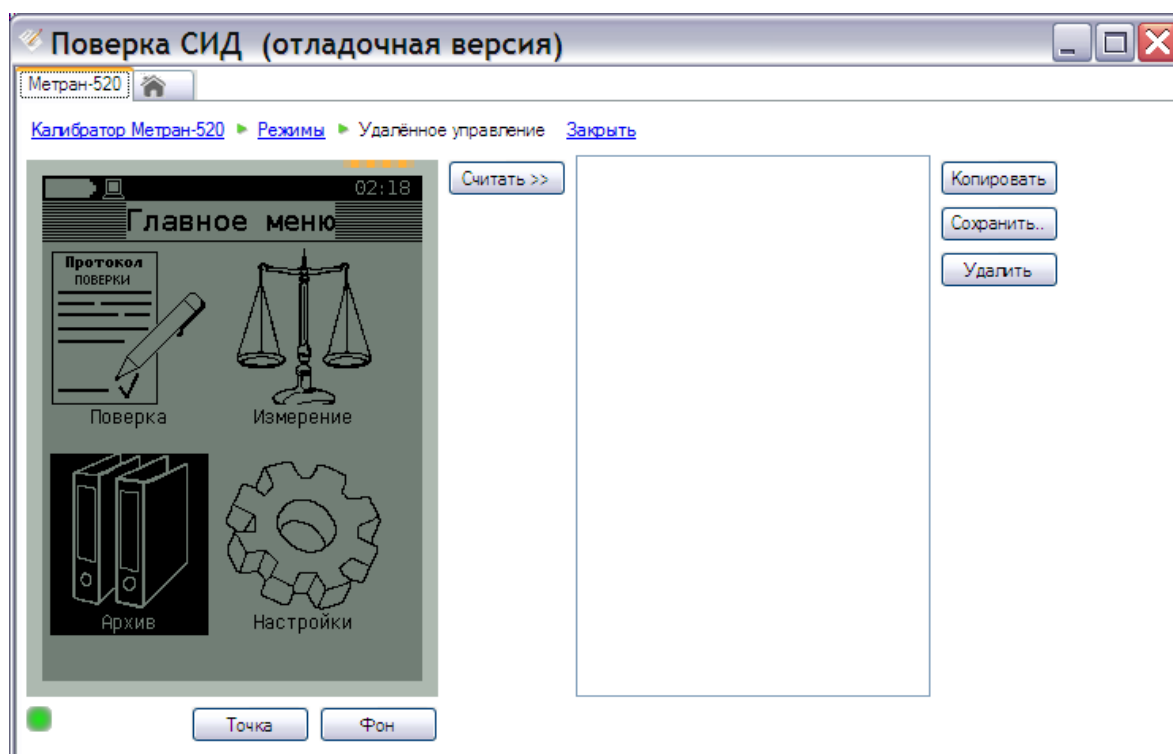 Поверка СИД (отладочная версия)
Метран-520
Калибратор Метран-520 Режимы Удалённое управление Закрыть
02:18
Главное меню
Протокол
ПОВЕРКИ
Поверка
Измерение
Архив
Настройки
Считать >>
Копировать
Сохранить..
Удалить
Точка
Фон